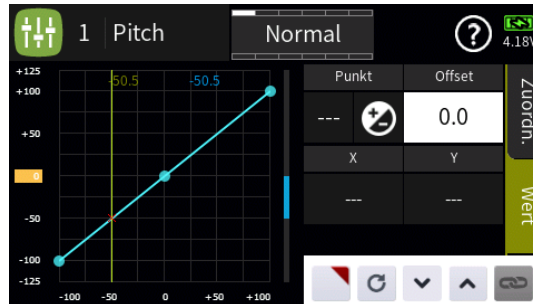 1 Pitch Normal ? 4.18V
+125 -50.5 -50.5 Punkt Offset
+100
--- 0.0
+50
X Y
0
--- ---
-50
-100
-125
-100 -50 0 +50 +100
Zuordn.
Wert